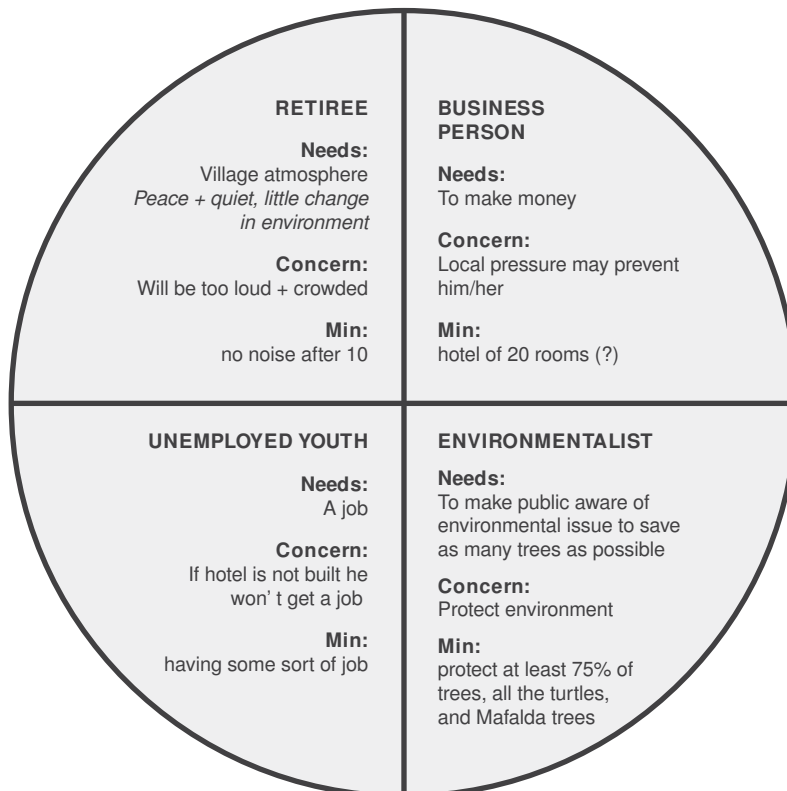 RETIREE
Needs:
Village atmosphere
Peace + quiet, little change
in environment
Concern:
Will be too loud + crowded
Min:
no noise after 10
BUSINESS
PERSON
Needs:
To make money
Concern:
Local pressure may prevent
him/her
Min:
hotel of 20 rooms (?)
UNEMPLOYED YOUTH
Needs:
A job
Concern:
If hotel is not built he
won' t get a job
Min:
having some sort of job
ENVIRONMENTALIST
Needs:
To make public aware of
environmental issue to save
as many trees as possible
Concern:
Protect environment
Min:
protect at least 75% of
trees, all the turtles,
and Mafalda trees